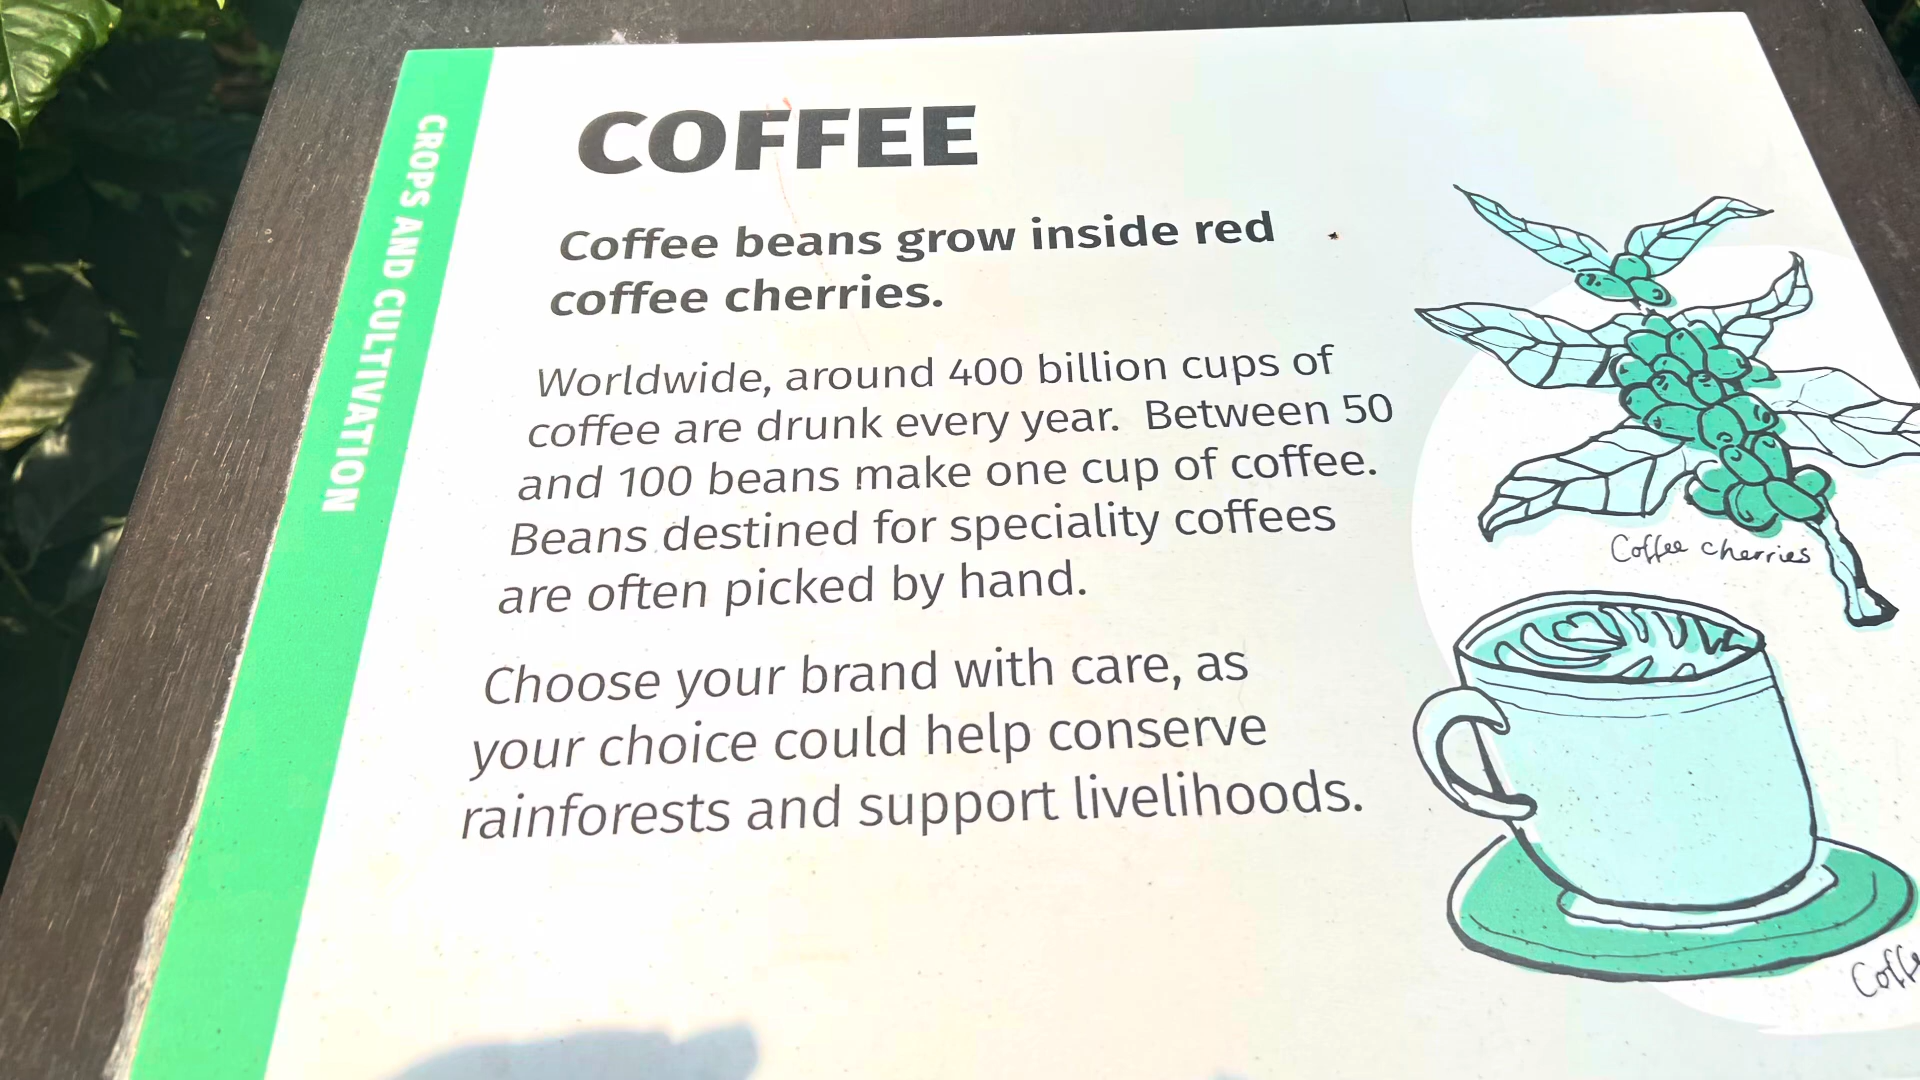 CROPS AND CULTIVATION
COFFEE
Coffee beans grow inside red
coffee cherries.
Worldwide, around 400 billion cups of
coffee are drunk every year. Between 50
and 100 beans make one cup of coffee.
Beans destined for speciality coffees
are often picked by hand.
Choose your brand with care, as
your choice could help conserve
rainforests and support livelihoods.
Coffee cherries